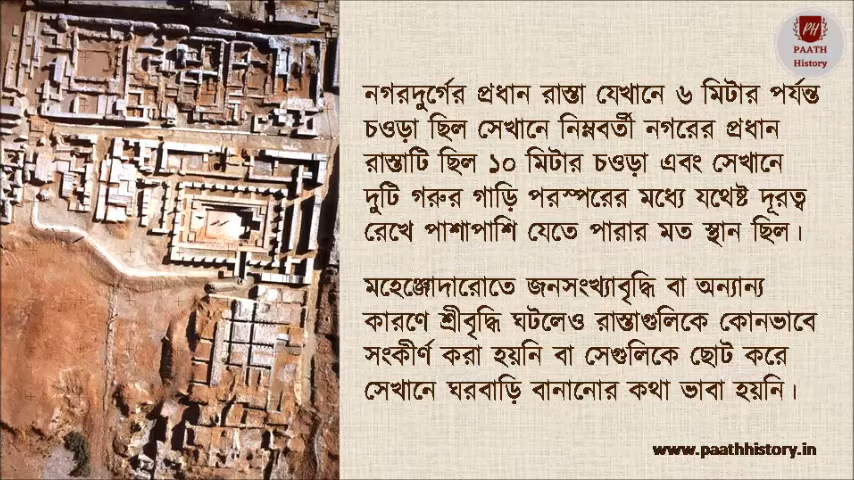 PH
PAATH
History
নগরদুর্গের প্রধান রাস্তা যেখানে ৬ মিটার পর্যন্ত
চওড়া ছিল সেখানে নিম্নবর্তী নগরের প্রধান
রাস্তাটি ছিল ১০ মিটার চওড়া এবং সেখানে
দুটি গরুর গাড়ি পরস্পরের মধ্যে যথেষ্ট দূরত্ব
রেখে পাশাপাশি যেতে পারার মত স্থান ছিল।
মহেঞ্জোদারোতে জনসংখ্যাবৃদ্ধি বা অন্যান্য
কারণে শ্রীবৃদ্ধি ঘটলেও রাস্তাগুলিকে কোনভাবে
সংকীর্ণ করা হয়নি বা সেগুলিকে ছোট করে
সেখানে ঘরবাড়ি বানানোর কথা ভাবা হয়নি।
www.paathhistory.in